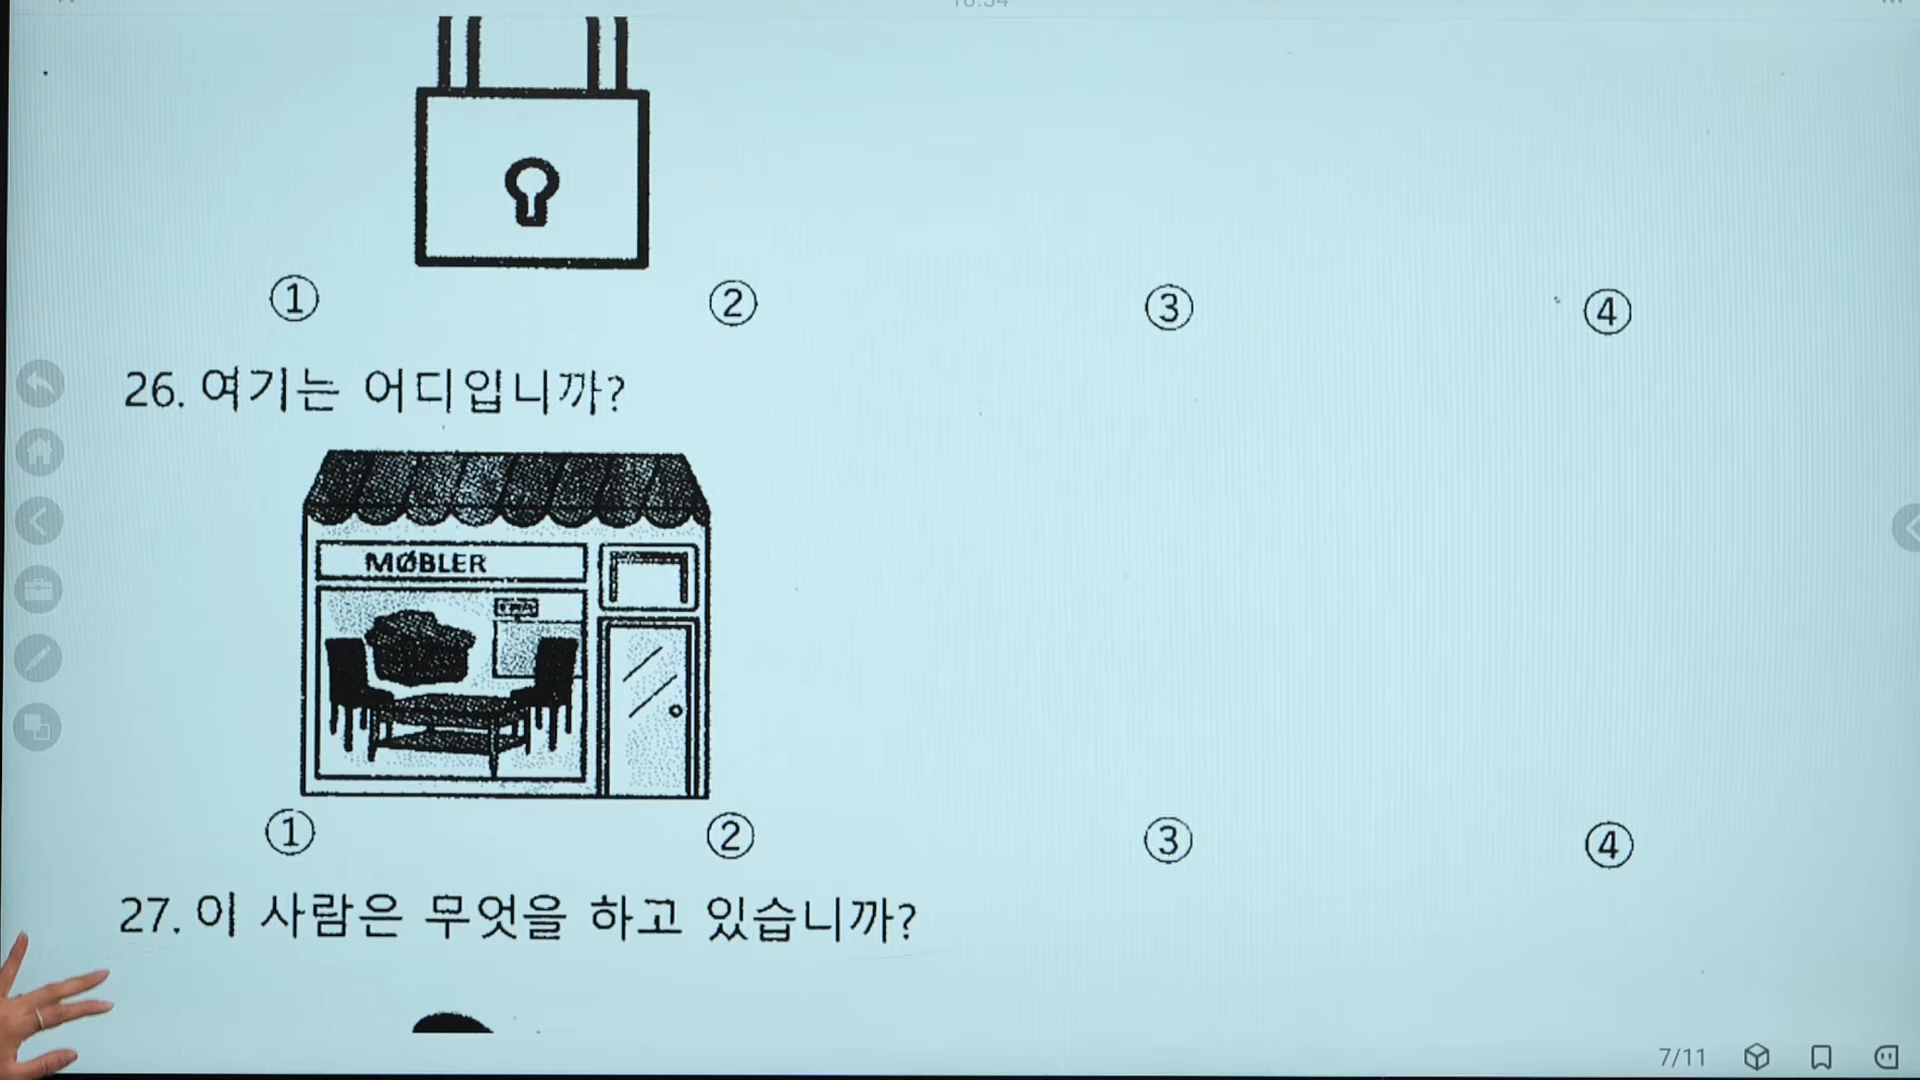 ① ② ③ ④
26. 여기는 어디입니까?
MØBLER
① ② ③ ④
27. 이 사람은 무엇을 하고 있습니까?
7/11